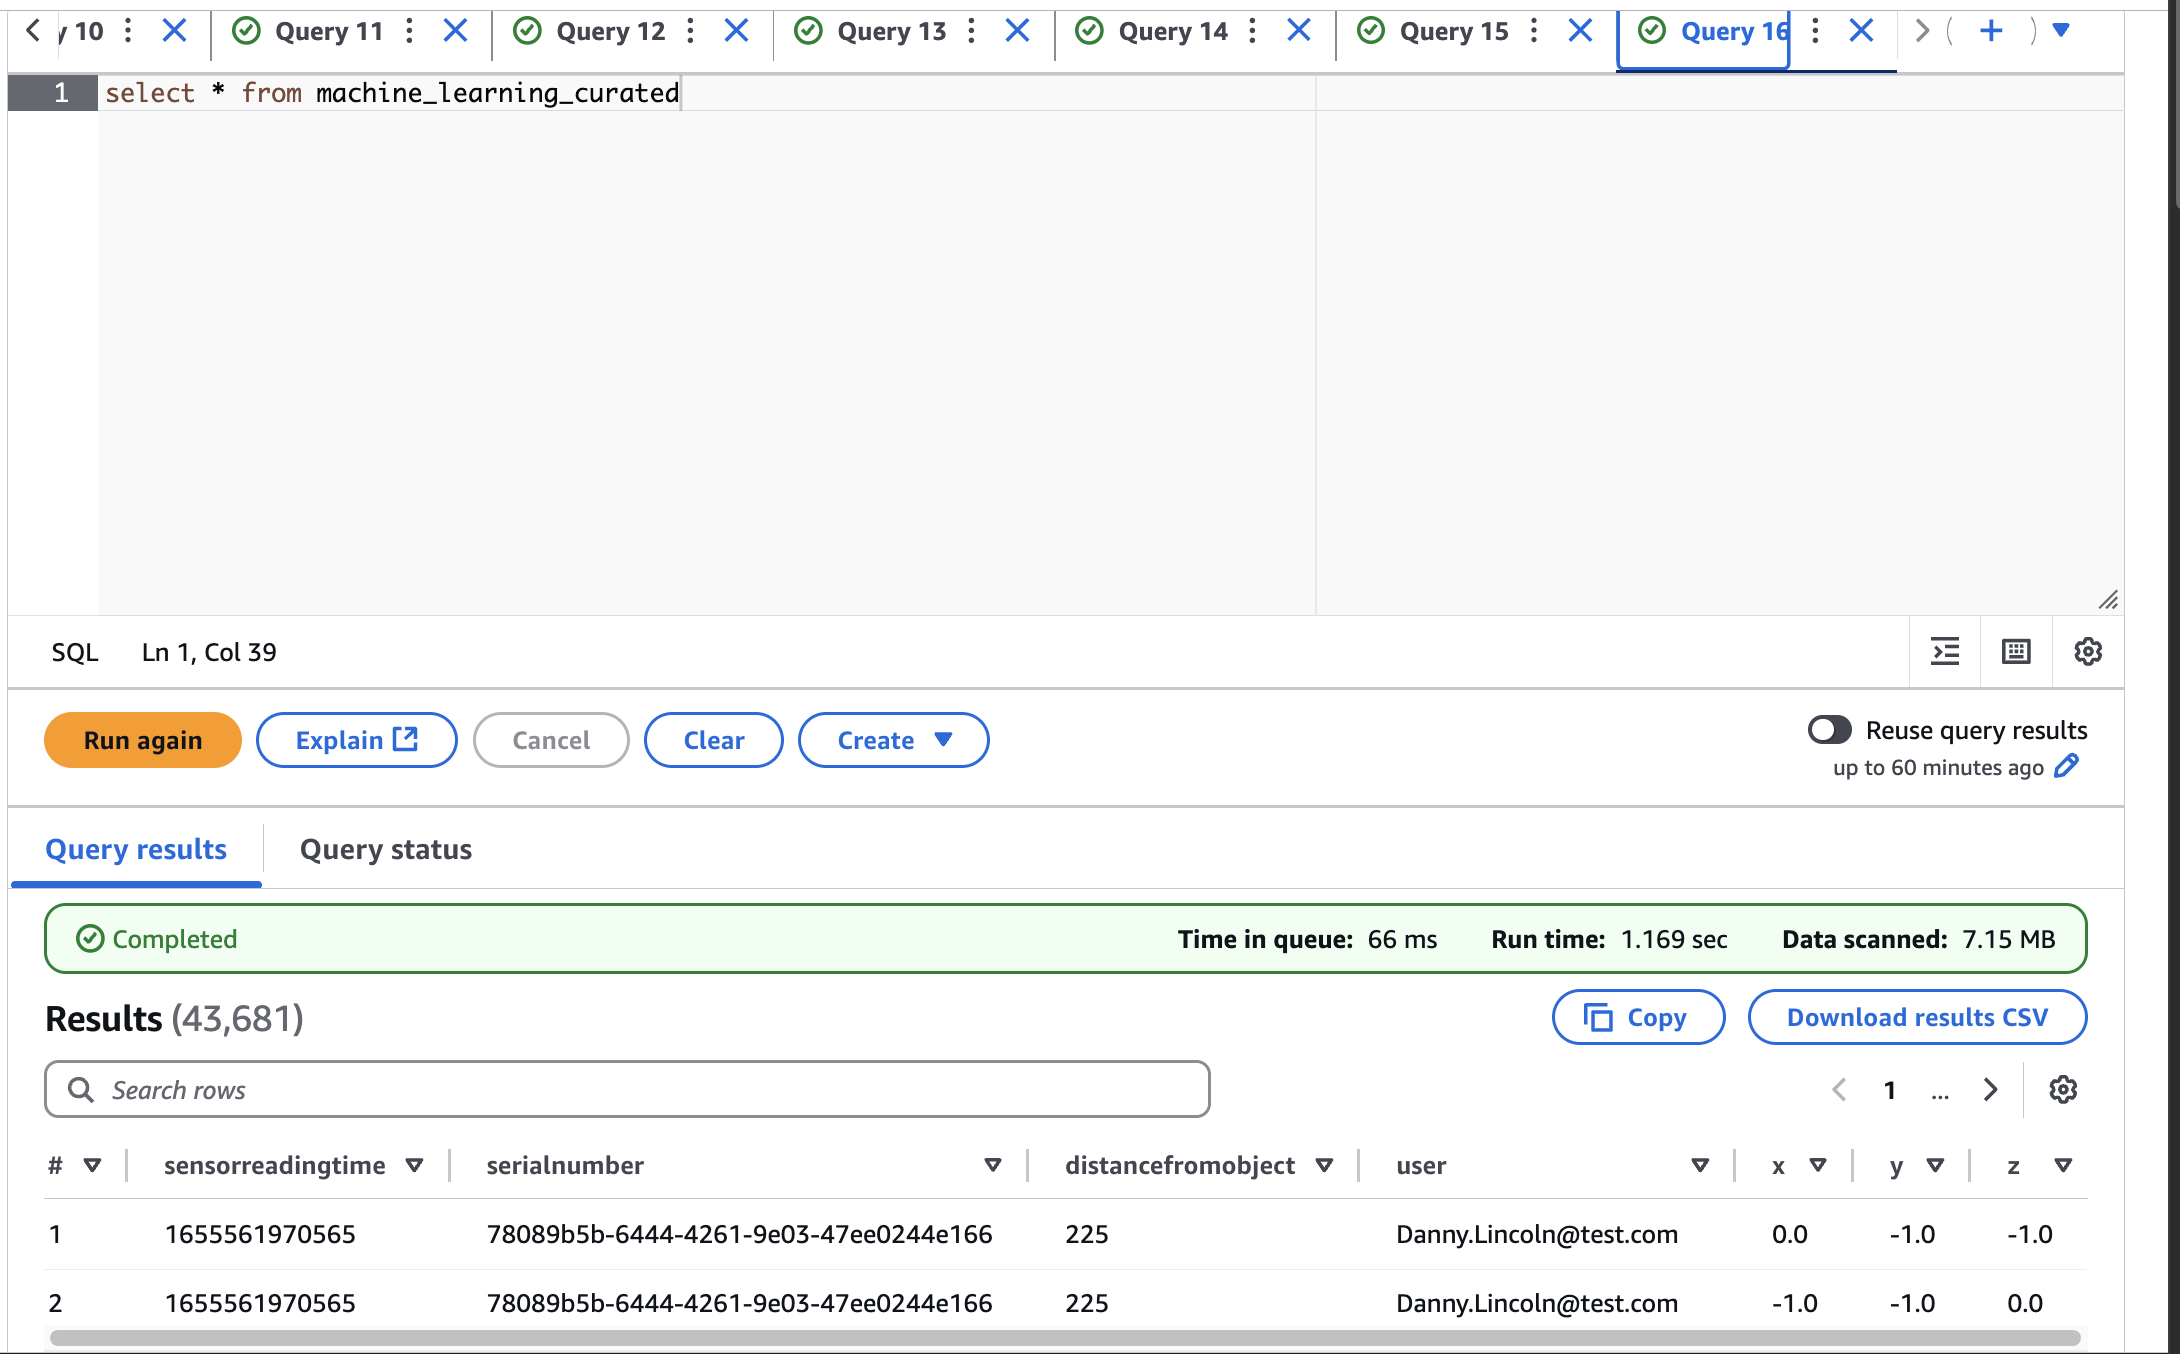 y 10 Query 11 Query 12 Query 13 Query 14 Query 15 Query 16
1 select * from machine_learning_curated
SQL Ln 1, Col 39
Run again Explain Cancel Clear Create Reuse query results
up to 60 minutes ago
Query results Query status
Completed Time in queue: 66 ms Run time: 1.169 sec Data scanned: 7.15 MB
Results (43,681) Copy Download results CSV
Search rows 1 ...
# sensorreadingtime serialnumber distancefromobject user x y z
1 1655561970565 78089b5b-6444-4261-9e03-47ee0244e166 225 Danny.Lincoln@test.com 0.0 -1.0 -1.0
2 1655561970565 78089b5b-6444-4261-9e03-47ee0244e166 225 Danny.Lincoln@test.com -1.0 -1.0 0.0